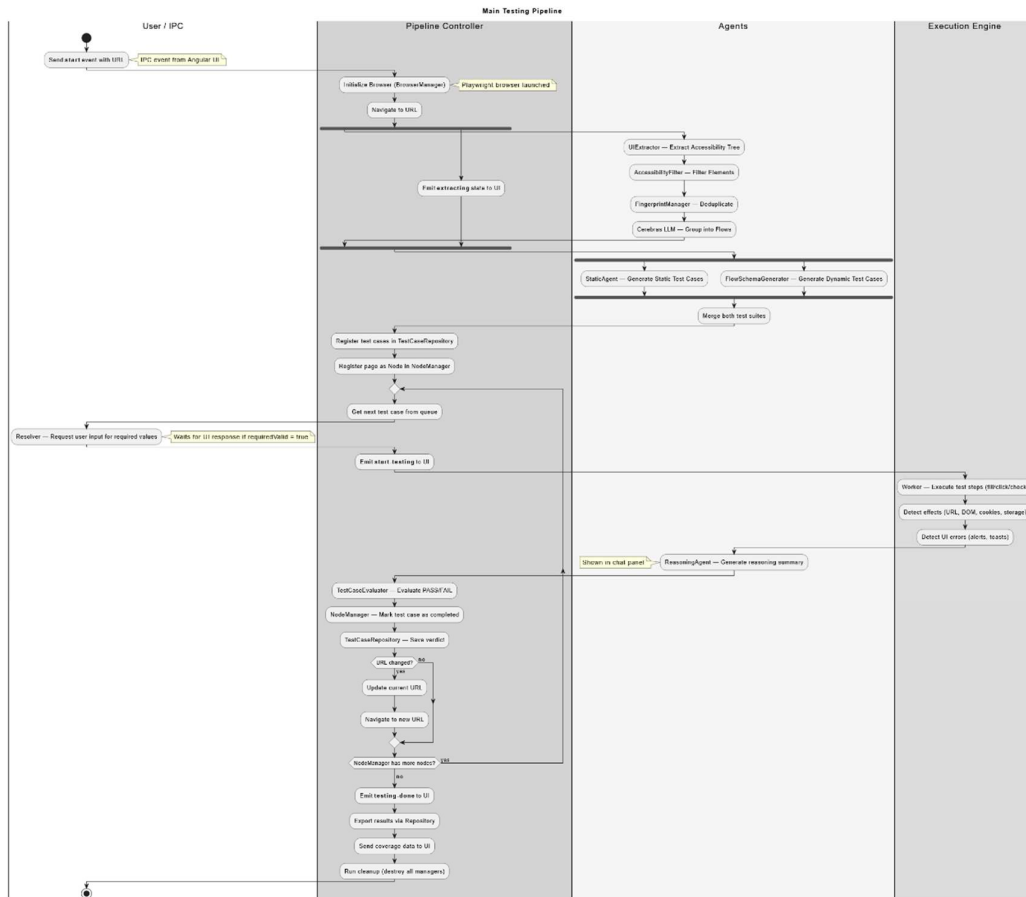 Main Testing Pipeline
User / IPC
Pipeline Controller
Agents
Execution Engine
Send start event with URL
IPC event from Angular UI
Initialize Browser (BrowserManager)
Playwright browser launched
Navigate to URL
UIExtractor — Extract Accessibility Tree
AccessibilityFilter — Filter Elements
Emit extracting state to UI
FingerprintManager — Deduplicate
Cerebras LLM — Group into Flows
StaticAgent — Generate Static Test Cases
FlowSchemaGenerator — Generate Dynamic Test Cases
Merge both test suites
Register test cases in TestCaseRepository
Register page as Node in NodeManager
Get next test case from queue
Resolver — Request user input for required values
Waits for UI response if requiredValid = true
Emit start testing to UI
Worker — Execute test steps (fill/click/check
Detect effects (URL, DOM, cookies, storage)
Detect UI errors (alerts, toasts)
Shown in chat panel
ReasoningAgent — Generate reasoning summary
TestCaseEvaluator — Evaluate PASS/FAIL
NodeManager — Mark test case as completed
TestCaseRepository — Save verdict
URL changed?
no
yes
Update current URL
Navigate to new URL
NodeManager has more nodes?
yes
no
Emit testing-done to UI
Export results via Repository
Send coverage data to UI
Run cleanup (destroy all managers)